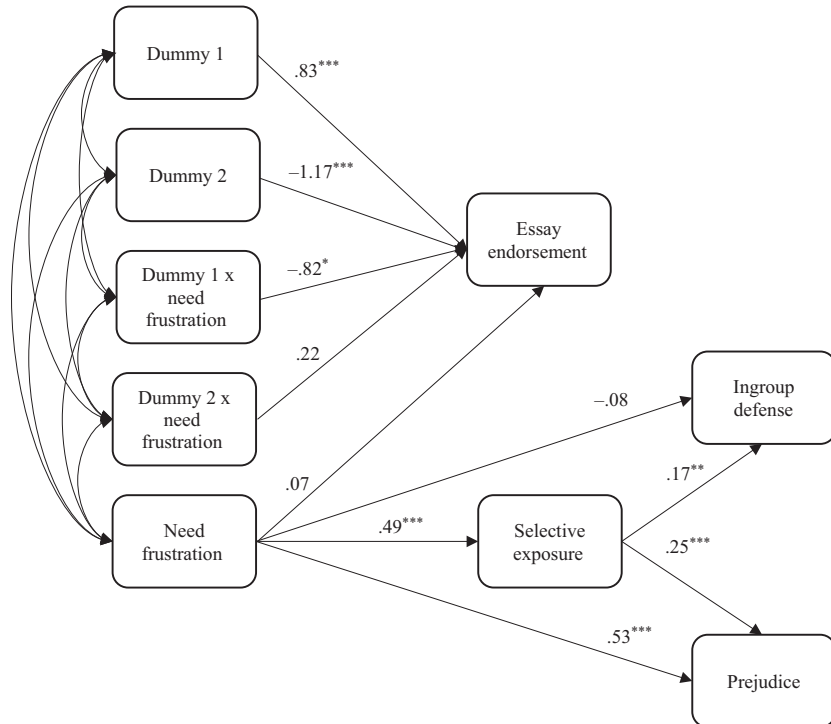 Dummy 1
.83***
Dummy 2
–1.17***
Essay
endorsement
Dummy 1 x
need
frustration
–.82*
.22
Dummy 2 x
need
frustration
–.08
Ingroup
defense
.07
.17**
Need
frustration
.49***
Selective
exposure
.25***
.53***
Prejudice